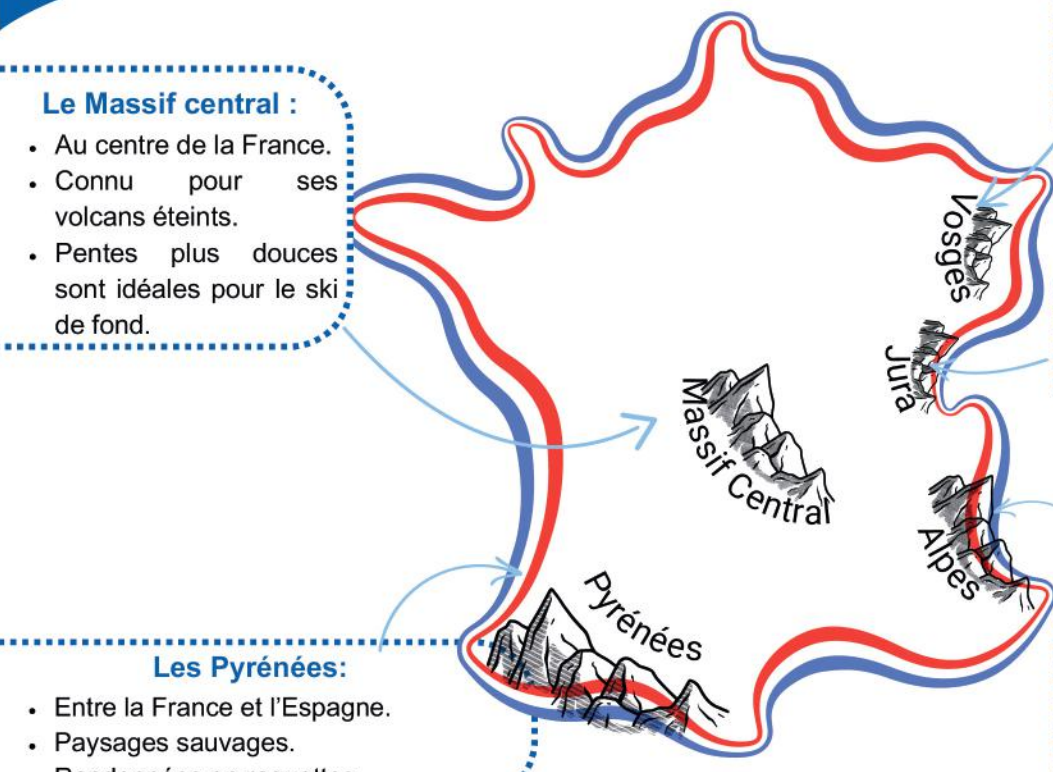 Le Massif central :
• Au centre de la France.
• Connu pour ses
volcans éteints.
• Pentes plus douces
sont idéales pour le ski
de fond.
Vosges
Jura
Massif Central
Alpes
Pyrénées
Les Pyrénées:
• Entre la France et l'Espagne.
• Paysages sauvages.